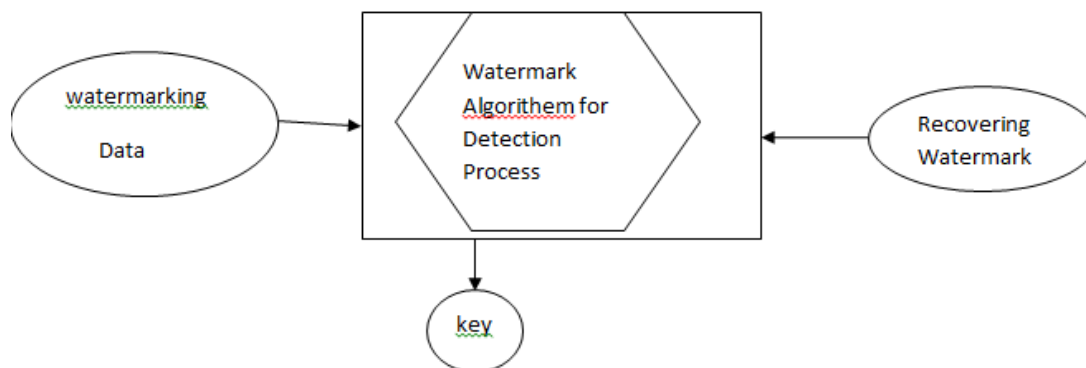 watermarking
Data
Watermark
Algorithem for
Detection
Process
Recovering
Watermark
key